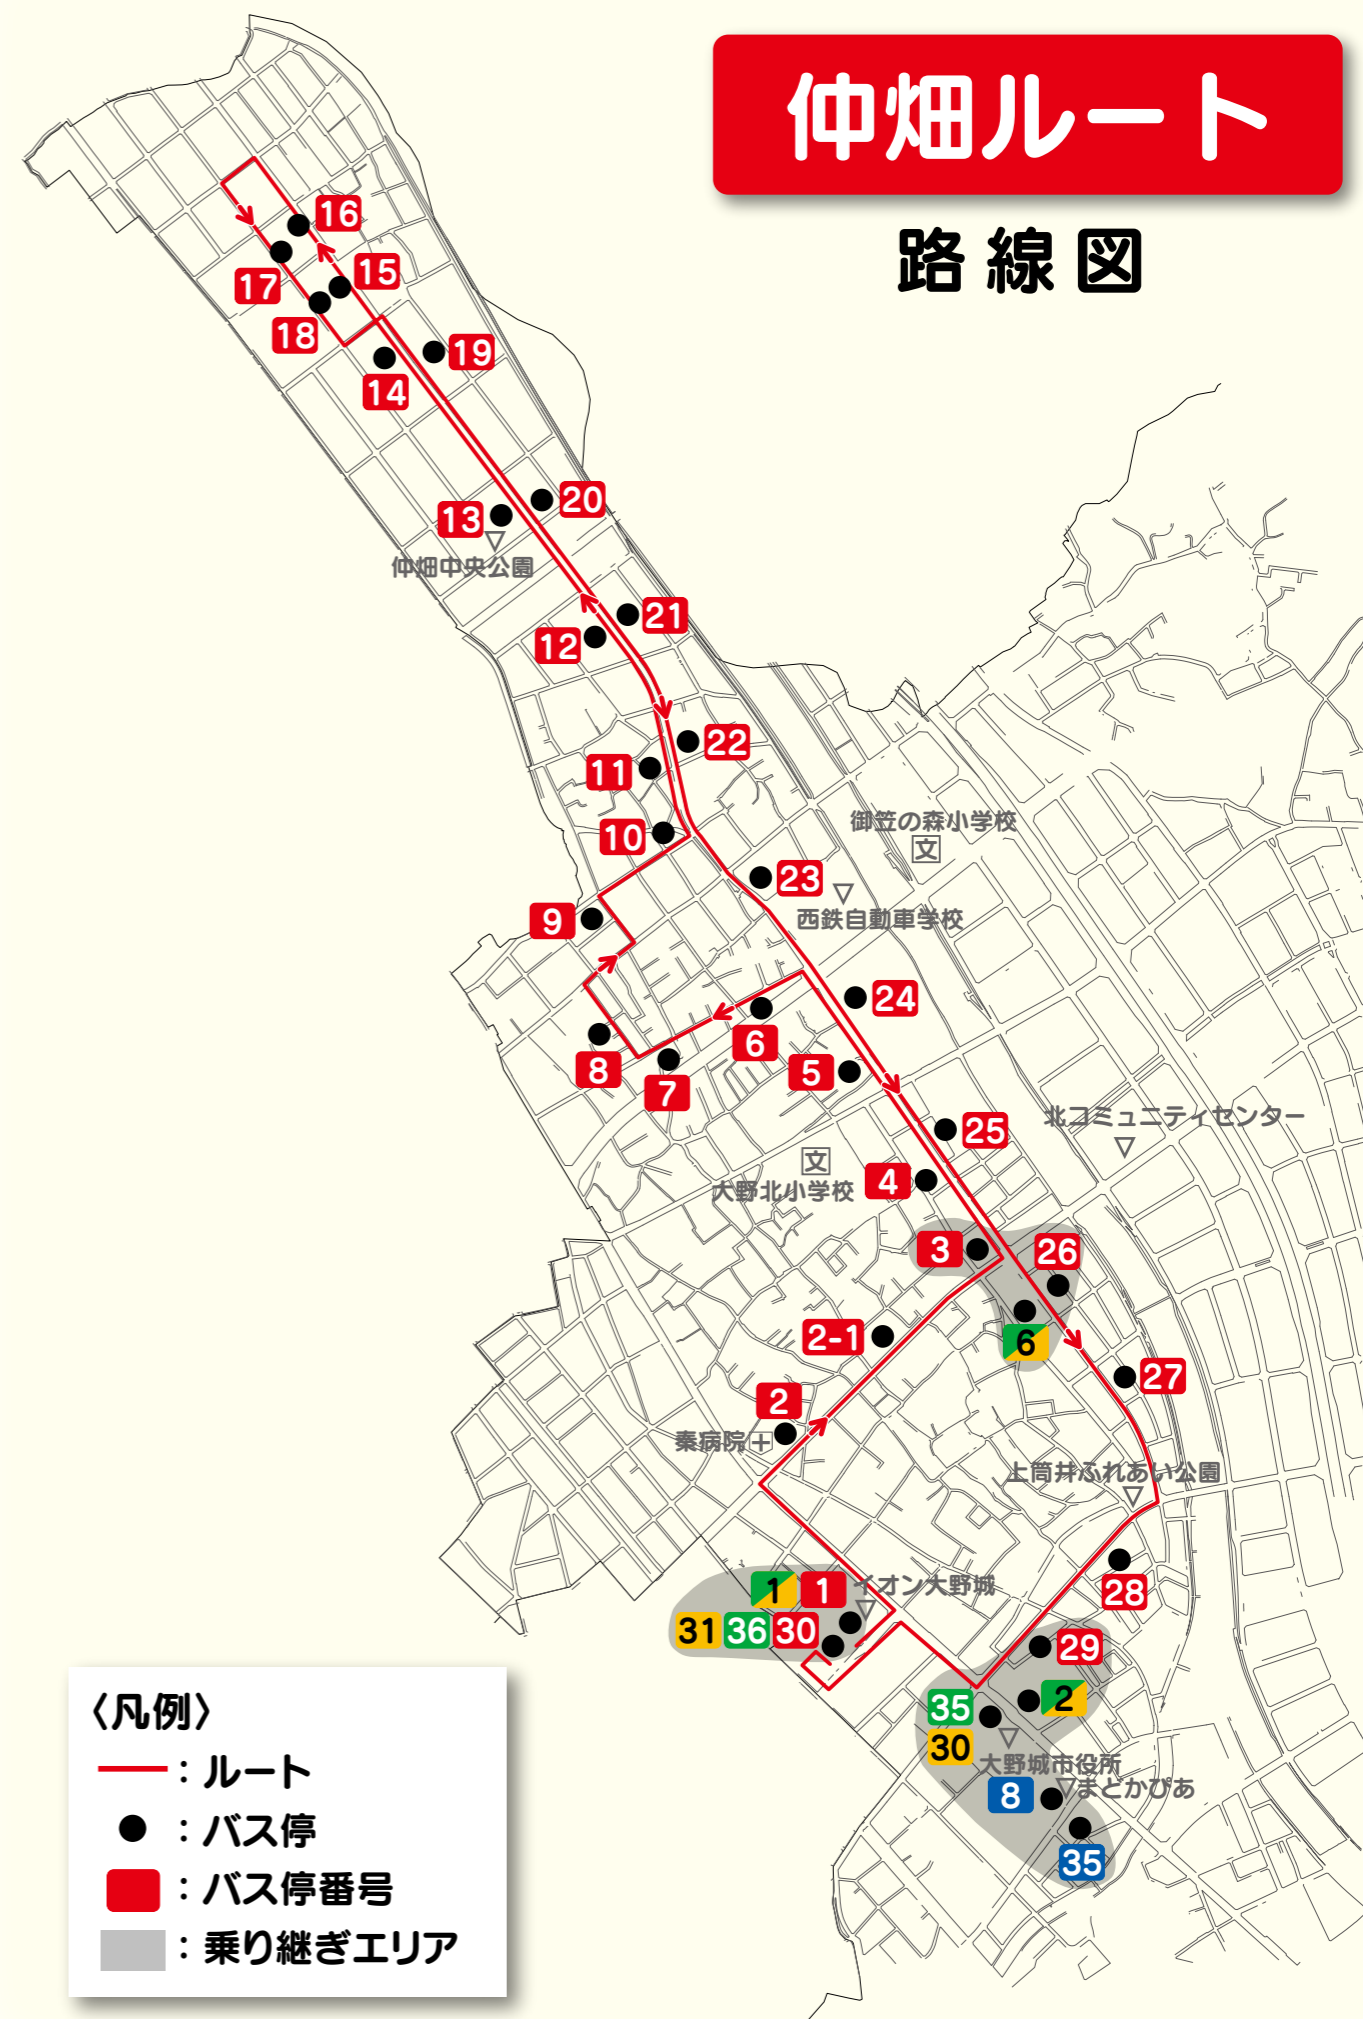 仲畑ルート
路線図
16
15
17
18
19
14
20
13
仲畑中央公園
21
12
22
11
10
御笠の森小学校
文
23
西鉄自動車学校
9
24
6
5
8
7
25
北コミュニティセンター
文
大野北小学校
4
3
26
6
2-1
27
2
秦病院
上筒井ふれあい公園
1 1 イオン大野城
31 36 30
28
29
35 2
30
大野城市役所
8 まどかぴあ
35
〈凡例〉
：ルート
：バス停
：バス停番号
：乗り継ぎエリア